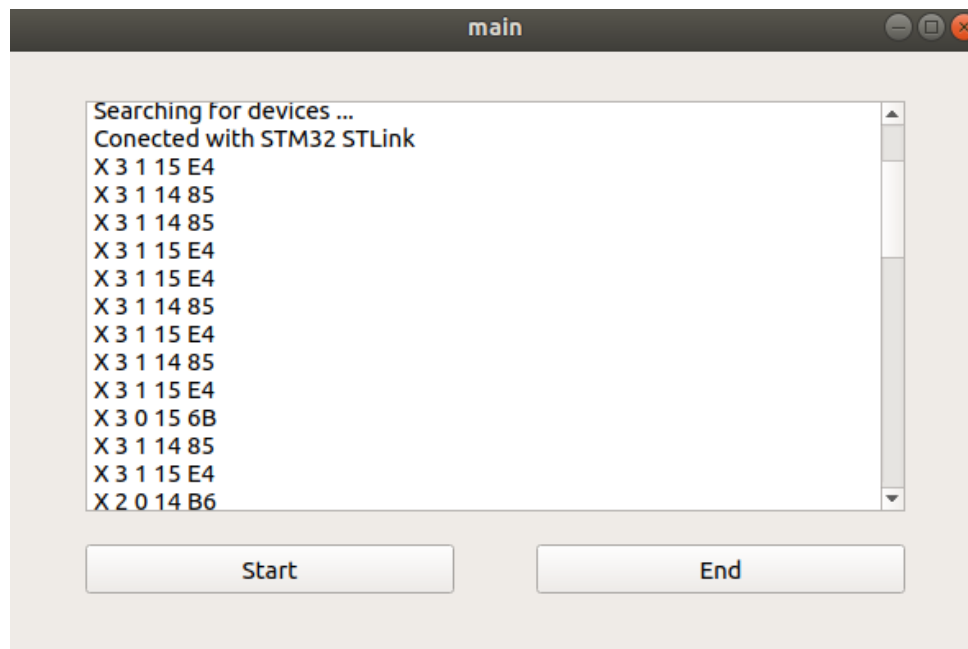 main
Searching for devices ...
Conected with STM32 STLink
X 3 1 15 E4
X 3 1 14 85
X 3 1 14 85
X 3 1 15 E4
X 3 1 15 E4
X 3 1 14 85
X 3 1 15 E4
X 3 1 14 85
X 3 1 15 E4
X 3 0 15 6B
X 3 1 14 85
X 3 1 15 E4
X 2 0 14 B6
Start
End